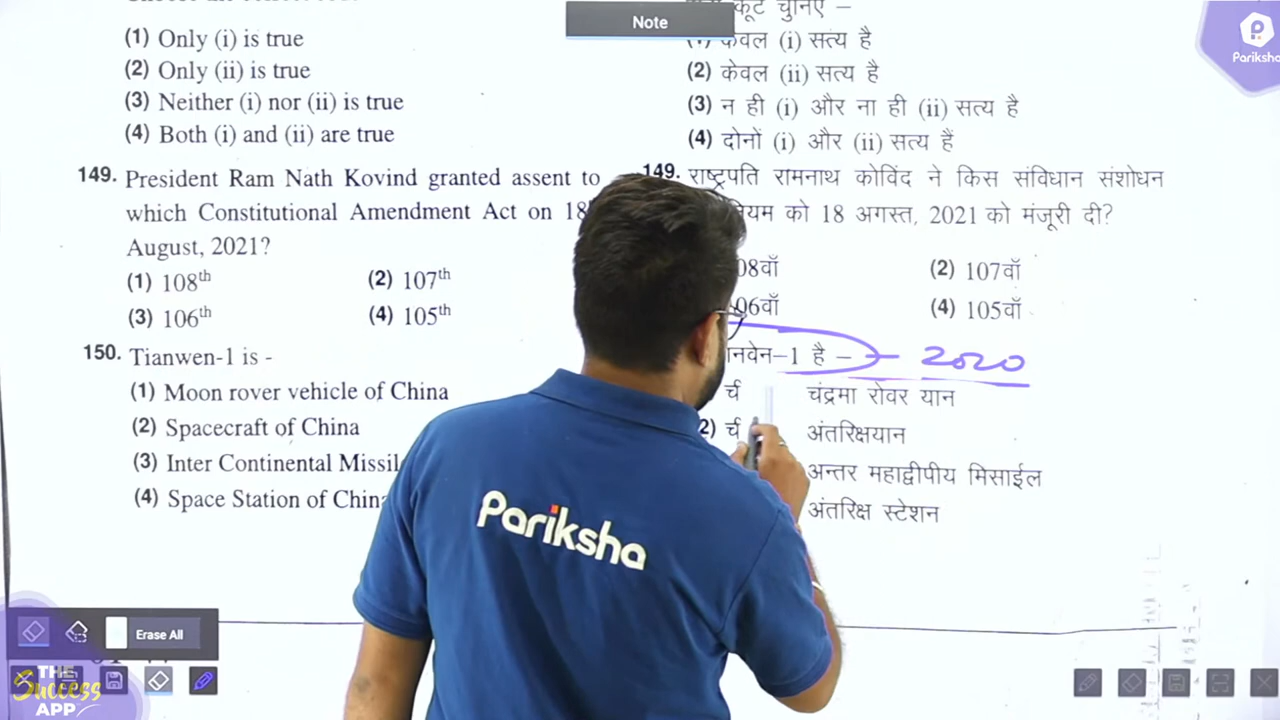 Note
Pariksha
(1) Only (i) is true
(2) Only (ii) is true
(3) Neither (i) nor (ii) is true
(4) Both (i) and (ii) are true
कूट चुनिए –
केवल (i) सत्य है
(2) केवल (ii) सत्य है
(3) न ही (i) और ना ही (ii) सत्य है
(4) दोनों (i) और (ii) सत्य हैं
149. President Ram Nath Kovind granted assent to
which Constitutional Amendment Act on 18
August, 2021?
(1) 108th (2) 107th
(3) 106th (4) 105th
149. राष्ट्रपति रामनाथ कोविंद ने किस संविधान संशोधन
को 18 अगस्त, 2021 को मंजूरी दी?
08वाँ (2) 107वाँ
06वाँ (4) 105वाँ
150. Tianwen-1 is -
(1) Moon rover vehicle of China
(2) Spacecraft of China
(3) Inter Continental
(4) Space Station of
–1 है – 2020
चंद्रमा रोवर यान
अंतरिक्षयान
अन्तर महाद्वीपीय मिसाईल
अंतरिक्ष स्टेशन
Pariksha
Erase All
THE
Success
APP